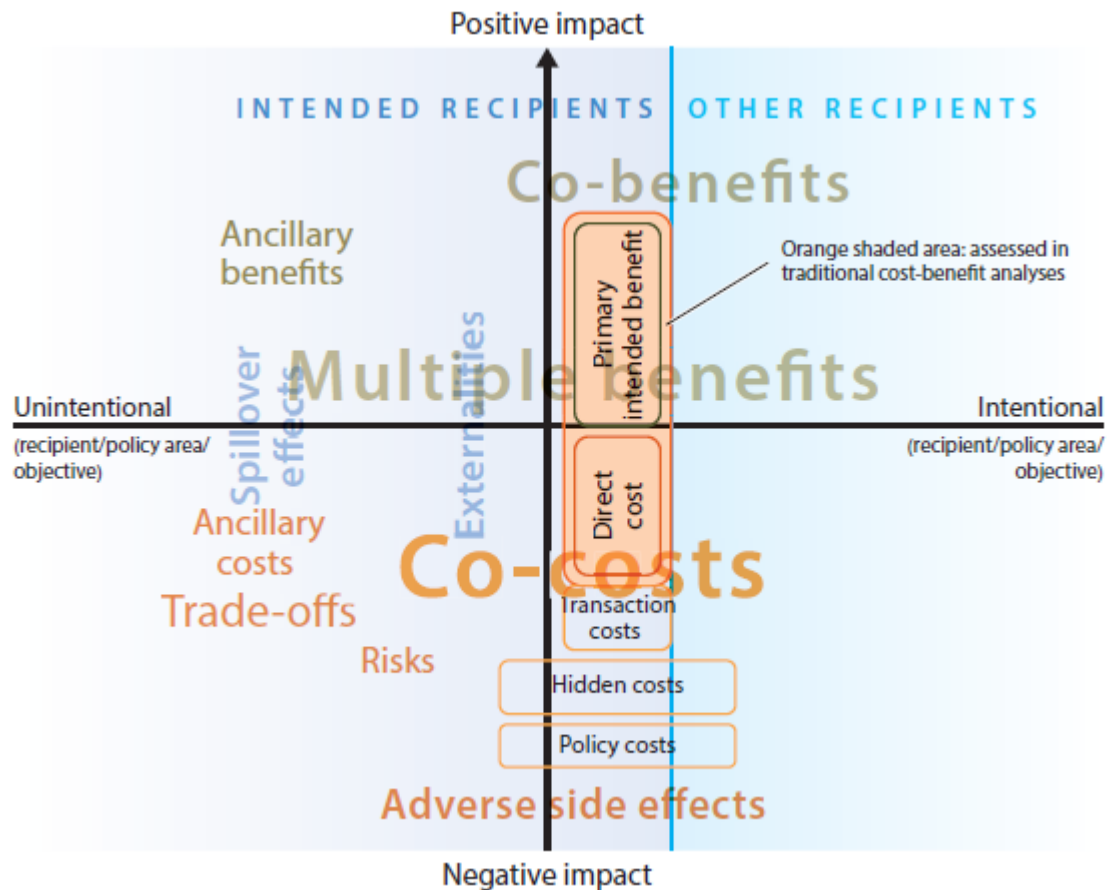 Positive impact
INTENDED RECIPIENTS
OTHER RECIPIENTS
Co-benefits
Ancillary
benefits
Primary
intended benefit
Orange shaded area: assessed in
traditional cost-benefit analyses
Multiple benefits
Spillover
effects
Externalities
Unintentional
(recipient/policy area/
objective)
Intentional
(recipient/policy area/
objective)
Direct
cost
Ancillary
costs
Co-costs
Trade-offs
Transaction
costs
Risks
Hidden costs
Policy costs
Adverse side effects
Negative impact